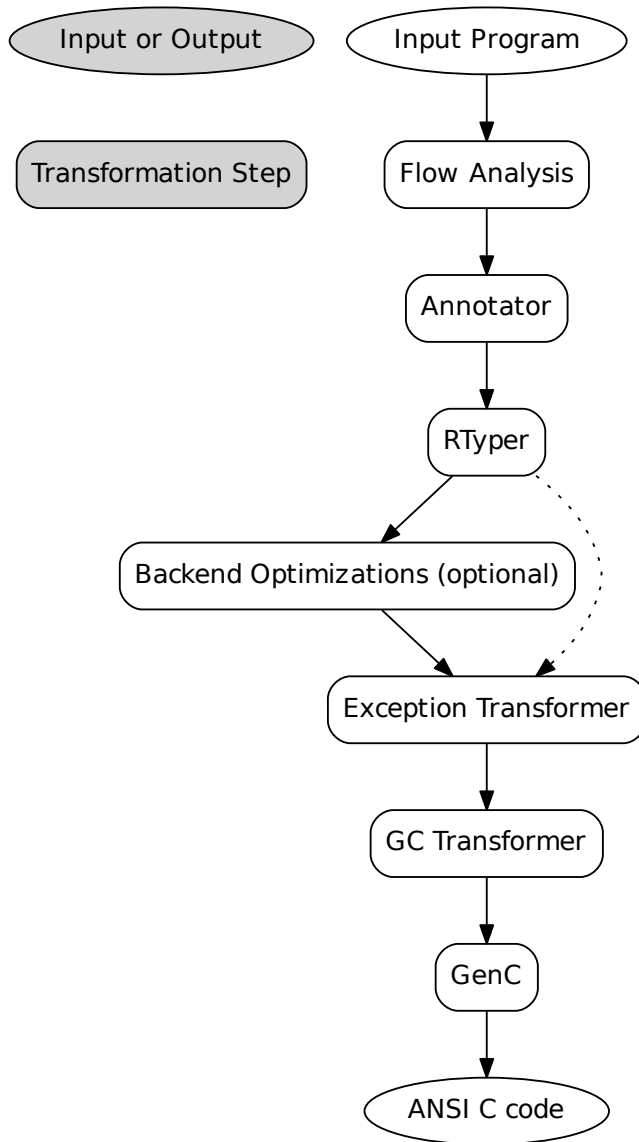 Input or Output
Input Program
Transformation Step
Flow Analysis
Annotator
RTyper
Backend Optimizations (optional)
Exception Transformer
GC Transformer
GenC
ANSI C code